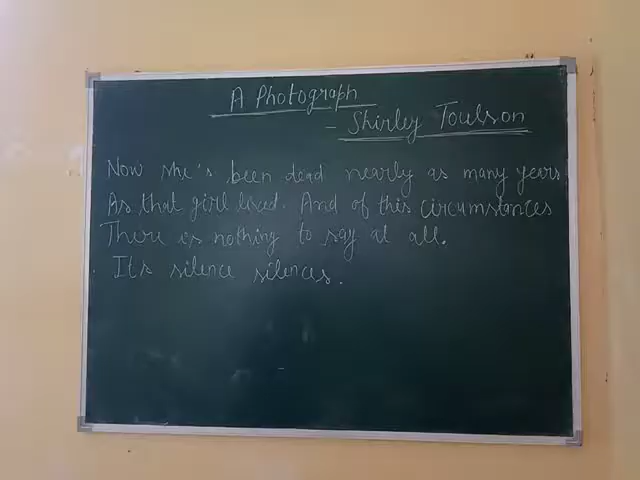 A Photograph
- Shirley Toulson
Now she's been dead nearly as many years
As that girl lived. And of this circumstances
There is nothing to say at all.
It's silence silences.